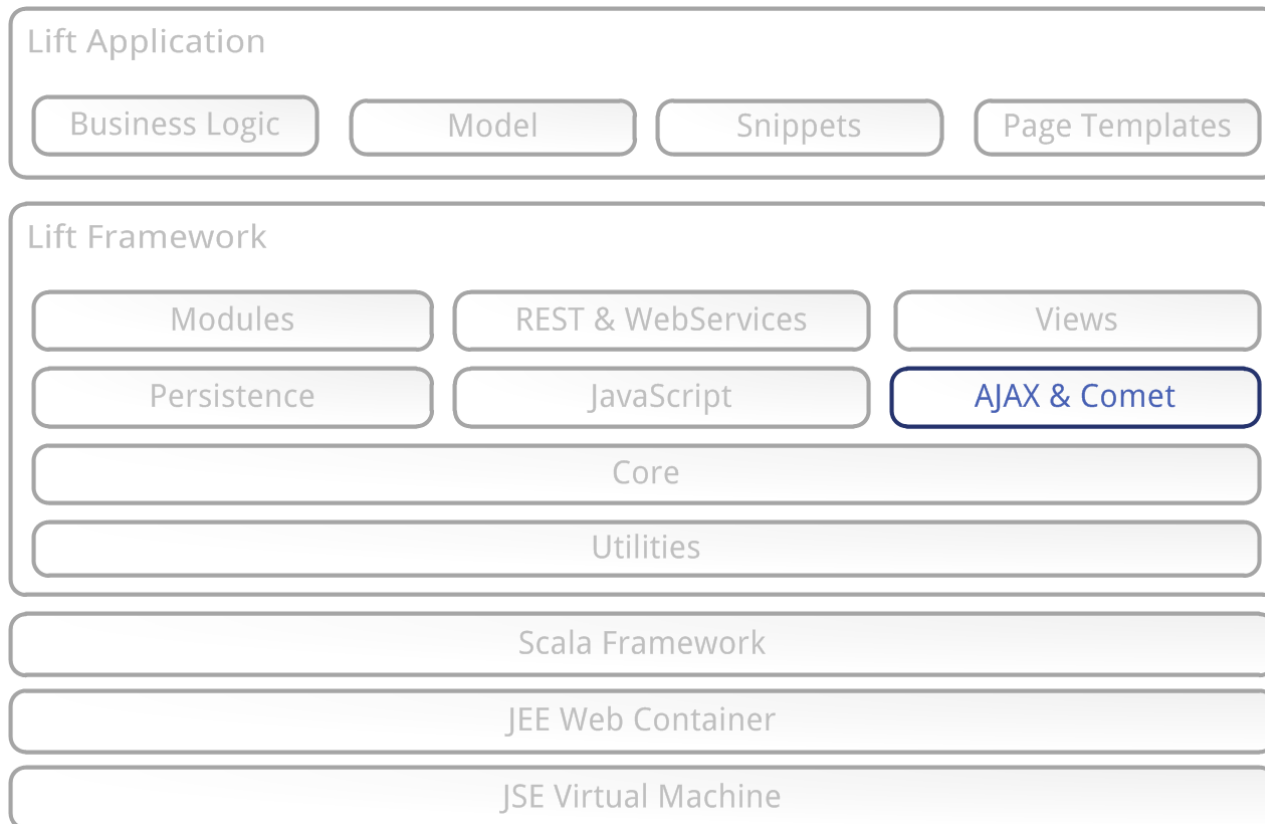 Lift Application
Business Logic
Model
Snippets
Page Templates
Lift Framework
Modules
REST & WebServices
Views
Persistence
JavaScript
AJAX & Comet
Core
Utilities
Scala Framework
JEE Web Container
JSE Virtual Machine